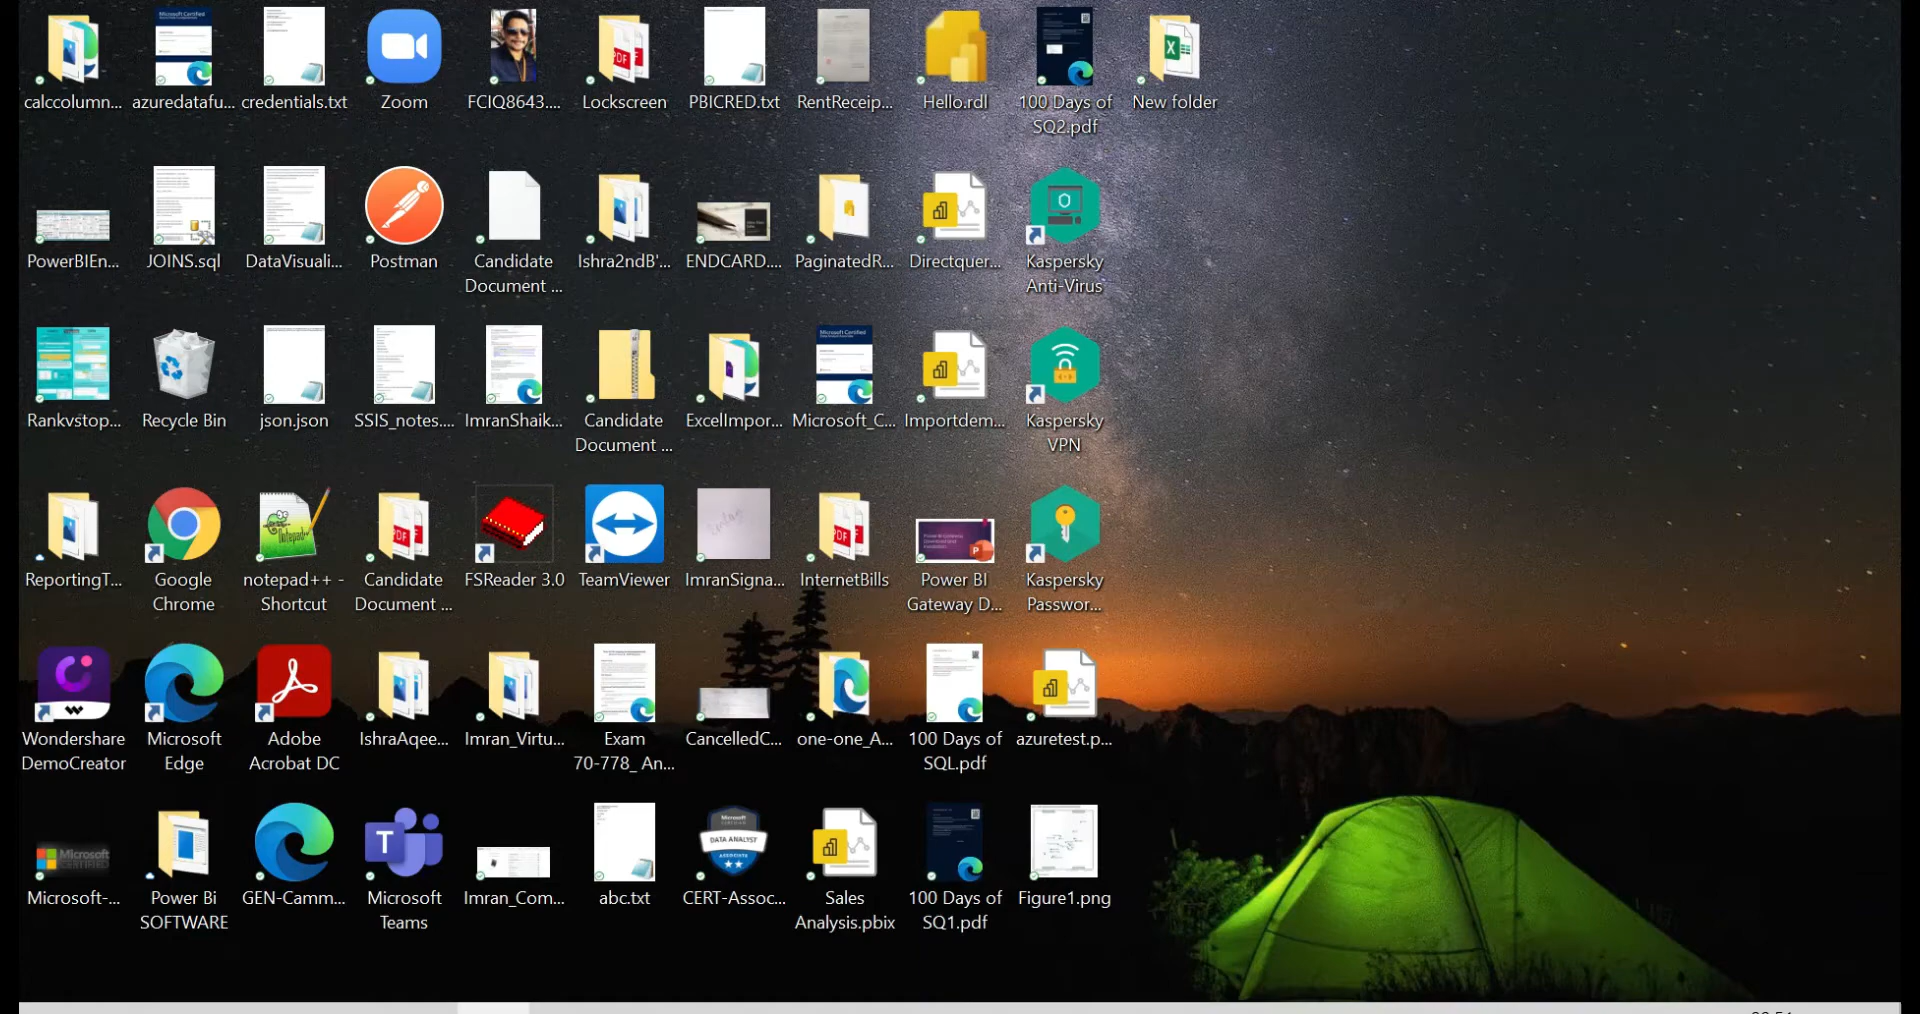 calccolumn... azuredatafu... credentials.txt Zoom FCIQ8643.... Lockscreen PBICRED.txt RentReceip... Hello.rdl 100 Days of New folder
SQ2.pdf
PowerBIEn... JOINS.sql DataVisuali... Postman Candidate Ishra2ndB'... ENDCARD.... PaginatedR... Directquer... Kaspersky
Document ... Anti-Virus
Rankvstop... Recycle Bin json.json SSIS_notes.... ImranShaik... Candidate ExcelImpor... Microsoft_C... Importdem... Kaspersky
Document ... VPN
ReportingT... Google notepad++ - Candidate FSReader 3.0 TeamViewer ImranSigna... InternetBills Power BI Kaspersky
Chrome Shortcut Document ... Gateway D... Passwor...
Wondershare Microsoft Adobe IshraAqee... Imran_Virtu... Exam CancelledC... one-one_A... 100 Days of azuretest.p...
DemoCreator Edge Acrobat DC 70-778_ An... SQL.pdf
Microsoft
DATA ANALYST
ASSOCIATE
Microsoft-... Power Bi GEN-Camm... Microsoft Imran_Com... abc.txt CERT-Assoc... Sales 100 Days of Figure1.png
SOFTWARE Teams Analysis.pbix SQ1.pdf